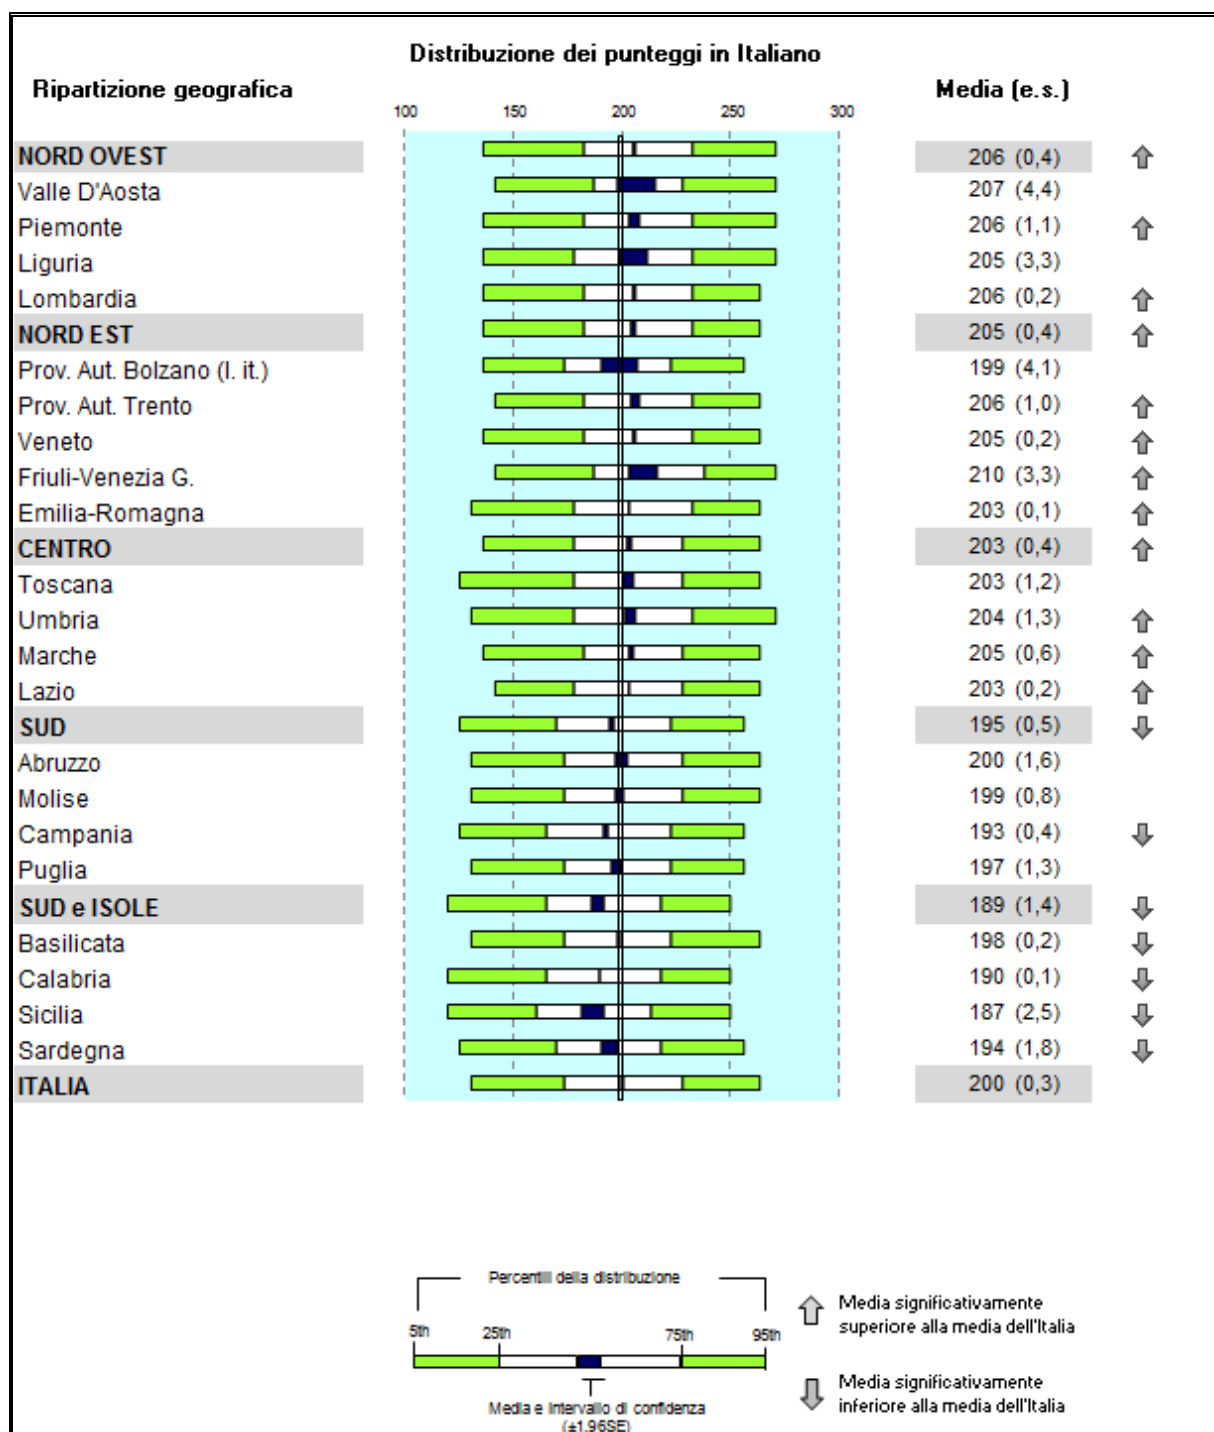 Distribuzione dei punteggi in Italiano
Ripartizione geografica Media (e.s.)
100 150 200 250 300
NORD OVEST 206 (0,4)
Valle D'Aosta 207 (4,4)
Piemonte 206 (1,1)
Liguria 205 (3,3)
Lombardia 206 (0,2)
NORD EST 205 (0,4)
Prov. Aut. Bolzano (l. it.) 199 (4,1)
Prov. Aut. Trento 206 (1,0)
Veneto 205 (0,2)
Friuli-Venezia G. 210 (3,3)
Emilia-Romagna 203 (0,1)
CENTRO 203 (0,4)
Toscana 203 (1,2)
Umbria 204 (1,3)
Marche 205 (0,6)
Lazio 203 (0,2)
SUD 195 (0,5)
Abruzzo 200 (1,6)
Molise 199 (0,8)
Campania 193 (0,4)
Puglia 197 (1,3)
SUD e ISOLE 189 (1,4)
Basilicata 198 (0,2)
Calabria 190 (0,1)
Sicilia 187 (2,5)
Sardegna 194 (1,8)
ITALIA 200 (0,3)
Percentili della distribuzione
5th 25th 75th 95th
Media e intervallo di confidenza
(±1.96SE)
Media significativamente
superiore alla media dell'Italia
Media significativamente
inferiore alla media dell'Italia